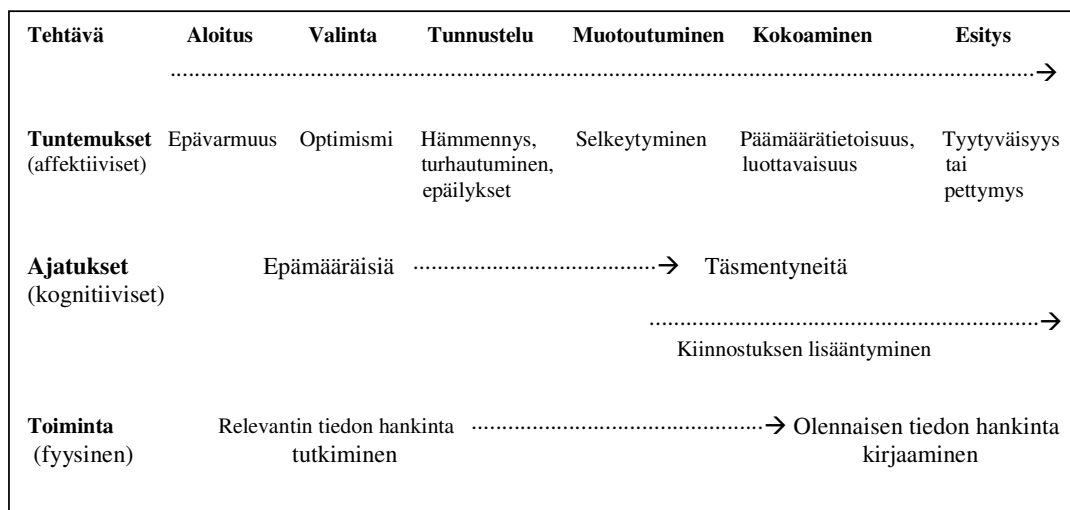 Tehtävä Aloitus Valinta Tunnustelu Muotoutuminen Kokoaminen Esitys
Tuntemukset Epävarmuus Optimismi Hämmennys, Selkeytyminen Päämäärätietoisuus, Tyytyväisyys
(affektiiviset) turhautuminen, luottavaisuus tai
epäilykset pettymys
Ajatukset Epämääräisiä Täsmentyneitä
(kognitiiviset)
Kiinnostuksen lisääntyminen
Toiminta Relevantin tiedon hankinta Olennaisen tiedon hankinta
(fyysinen) tutkiminen kirjaaminen